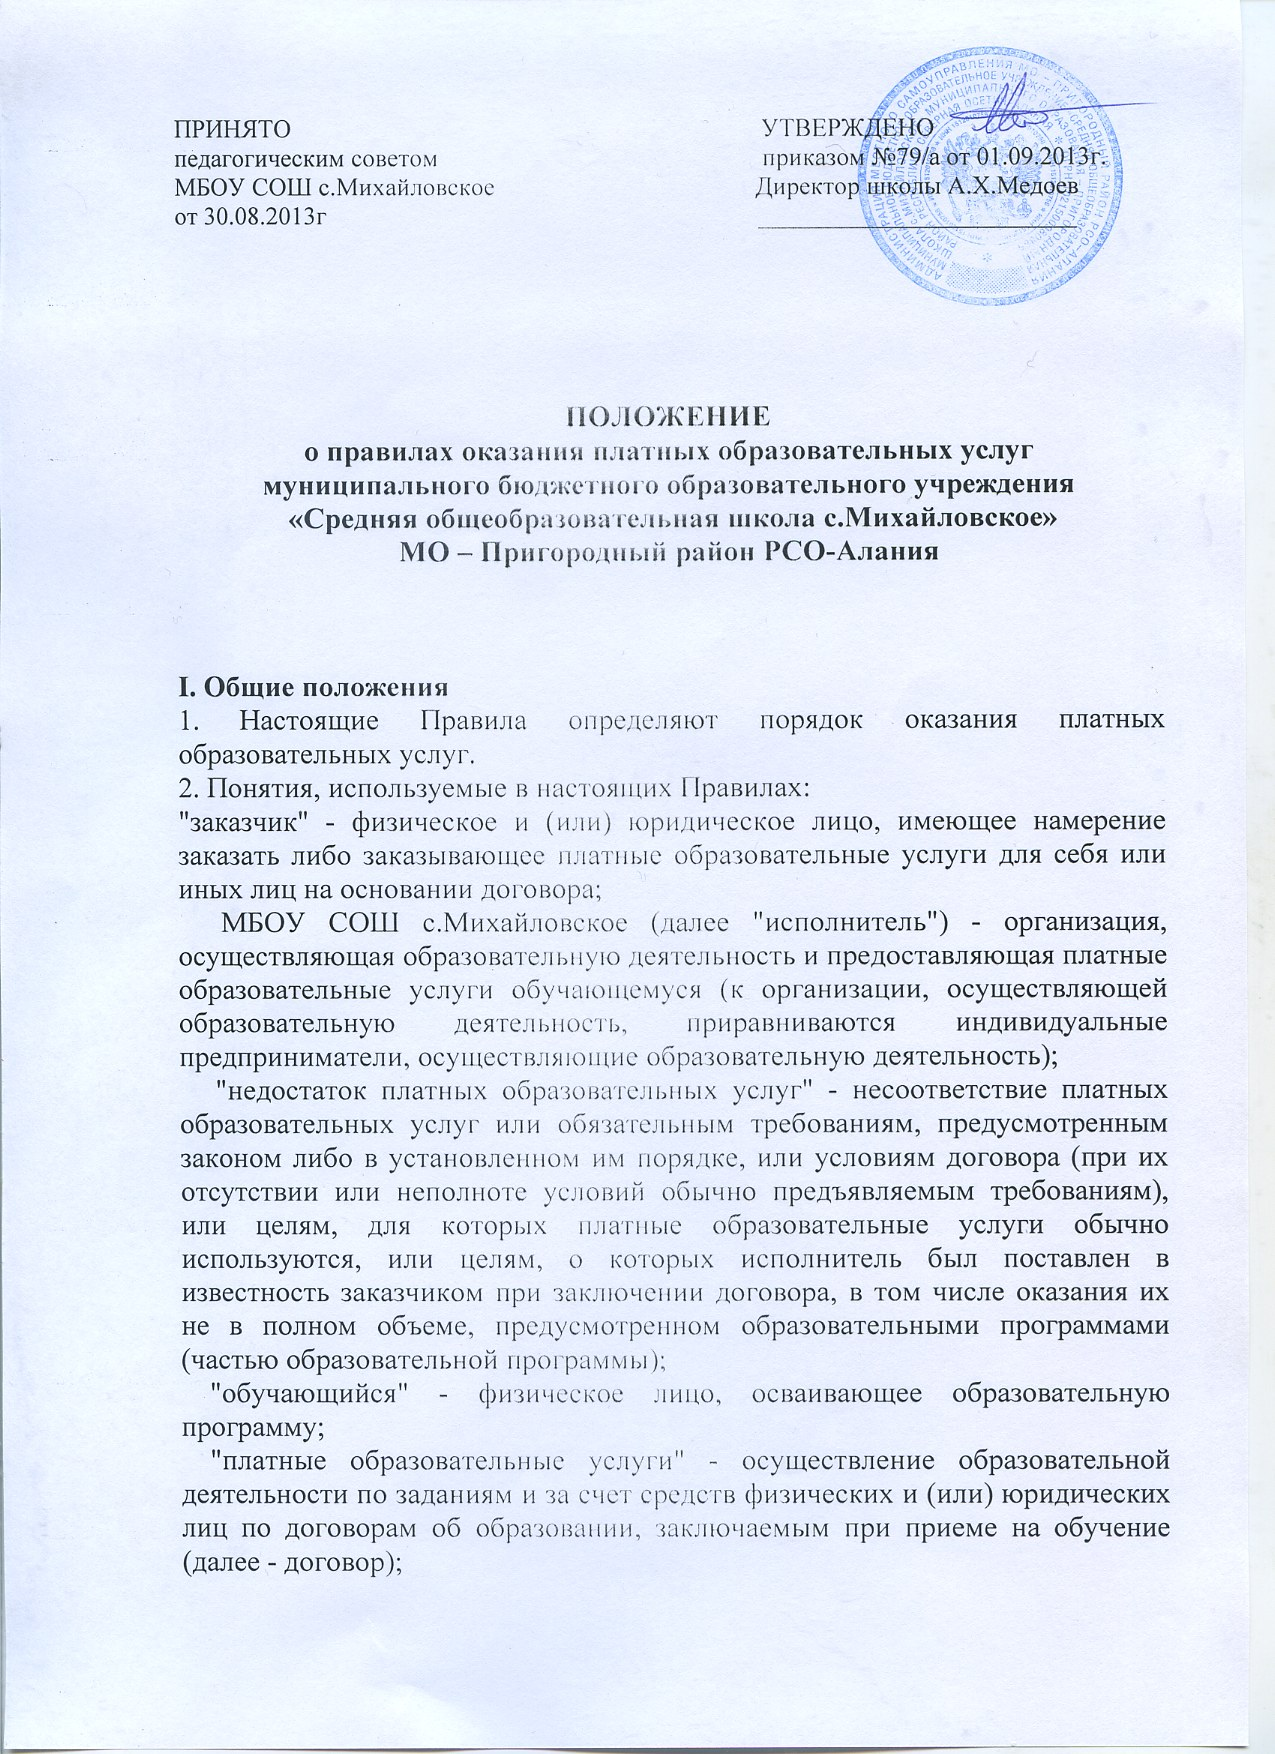 ПРИНЯТО
педагогическим советом
МБОУ СОШ с.Михайловское
от 30.08.2013г
УТВЕРЖДЕНО
приказом №79/а от 01.09.2013г.
Директор школы А.Х.Медоев
ПОЛОЖЕНИЕ
о правилах оказания платных образовательных услуг
муниципального бюджетного образовательного учреждения
«Средняя общеобразовательная школа с.Михайловское»
МО – Пригородный район РСО-Алания
I. Общие положения
1. Настоящие Правила определяют порядок оказания платных
образовательных услуг.
2. Понятия, используемые в настоящих Правилах:
"заказчик" - физическое и (или) юридическое лицо, имеющее намерение
заказать либо заказывающее платные образовательные услуги для себя или
иных лиц на основании договора;
МБОУ СОШ с.Михайловское (далее "исполнитель") - организация,
осуществляющая образовательную деятельность и предоставляющая платные
образовательные услуги обучающемуся (к организации, осуществляющей
образовательную деятельность, приравниваются индивидуальные
предприниматели, осуществляющие образовательную деятельность);
"недостаток платных образовательных услуг" - несоответствие платных
образовательных услуг или обязательным требованиям, предусмотренным
законом либо в установленном им порядке, или условиям договора (при их
отсутствии или неполноте условий обычно предъявляемым требованиям),
или целям, для которых платные образовательные услуги обычно
используются, или целям, о которых исполнитель был поставлен в
известность заказчиком при заключении договора, в том числе оказания их
не в полном объеме, предусмотренном образовательными программами
(частью образовательной программы);
"обучающийся" - физическое лицо, осваивающее образовательную
программу;
"платные образовательные услуги" - осуществление образовательной
деятельности по заданиям и за счет средств физических и (или) юридических
лиц по договорам об образовании, заключаемым при приеме на обучение
(далее - договор);